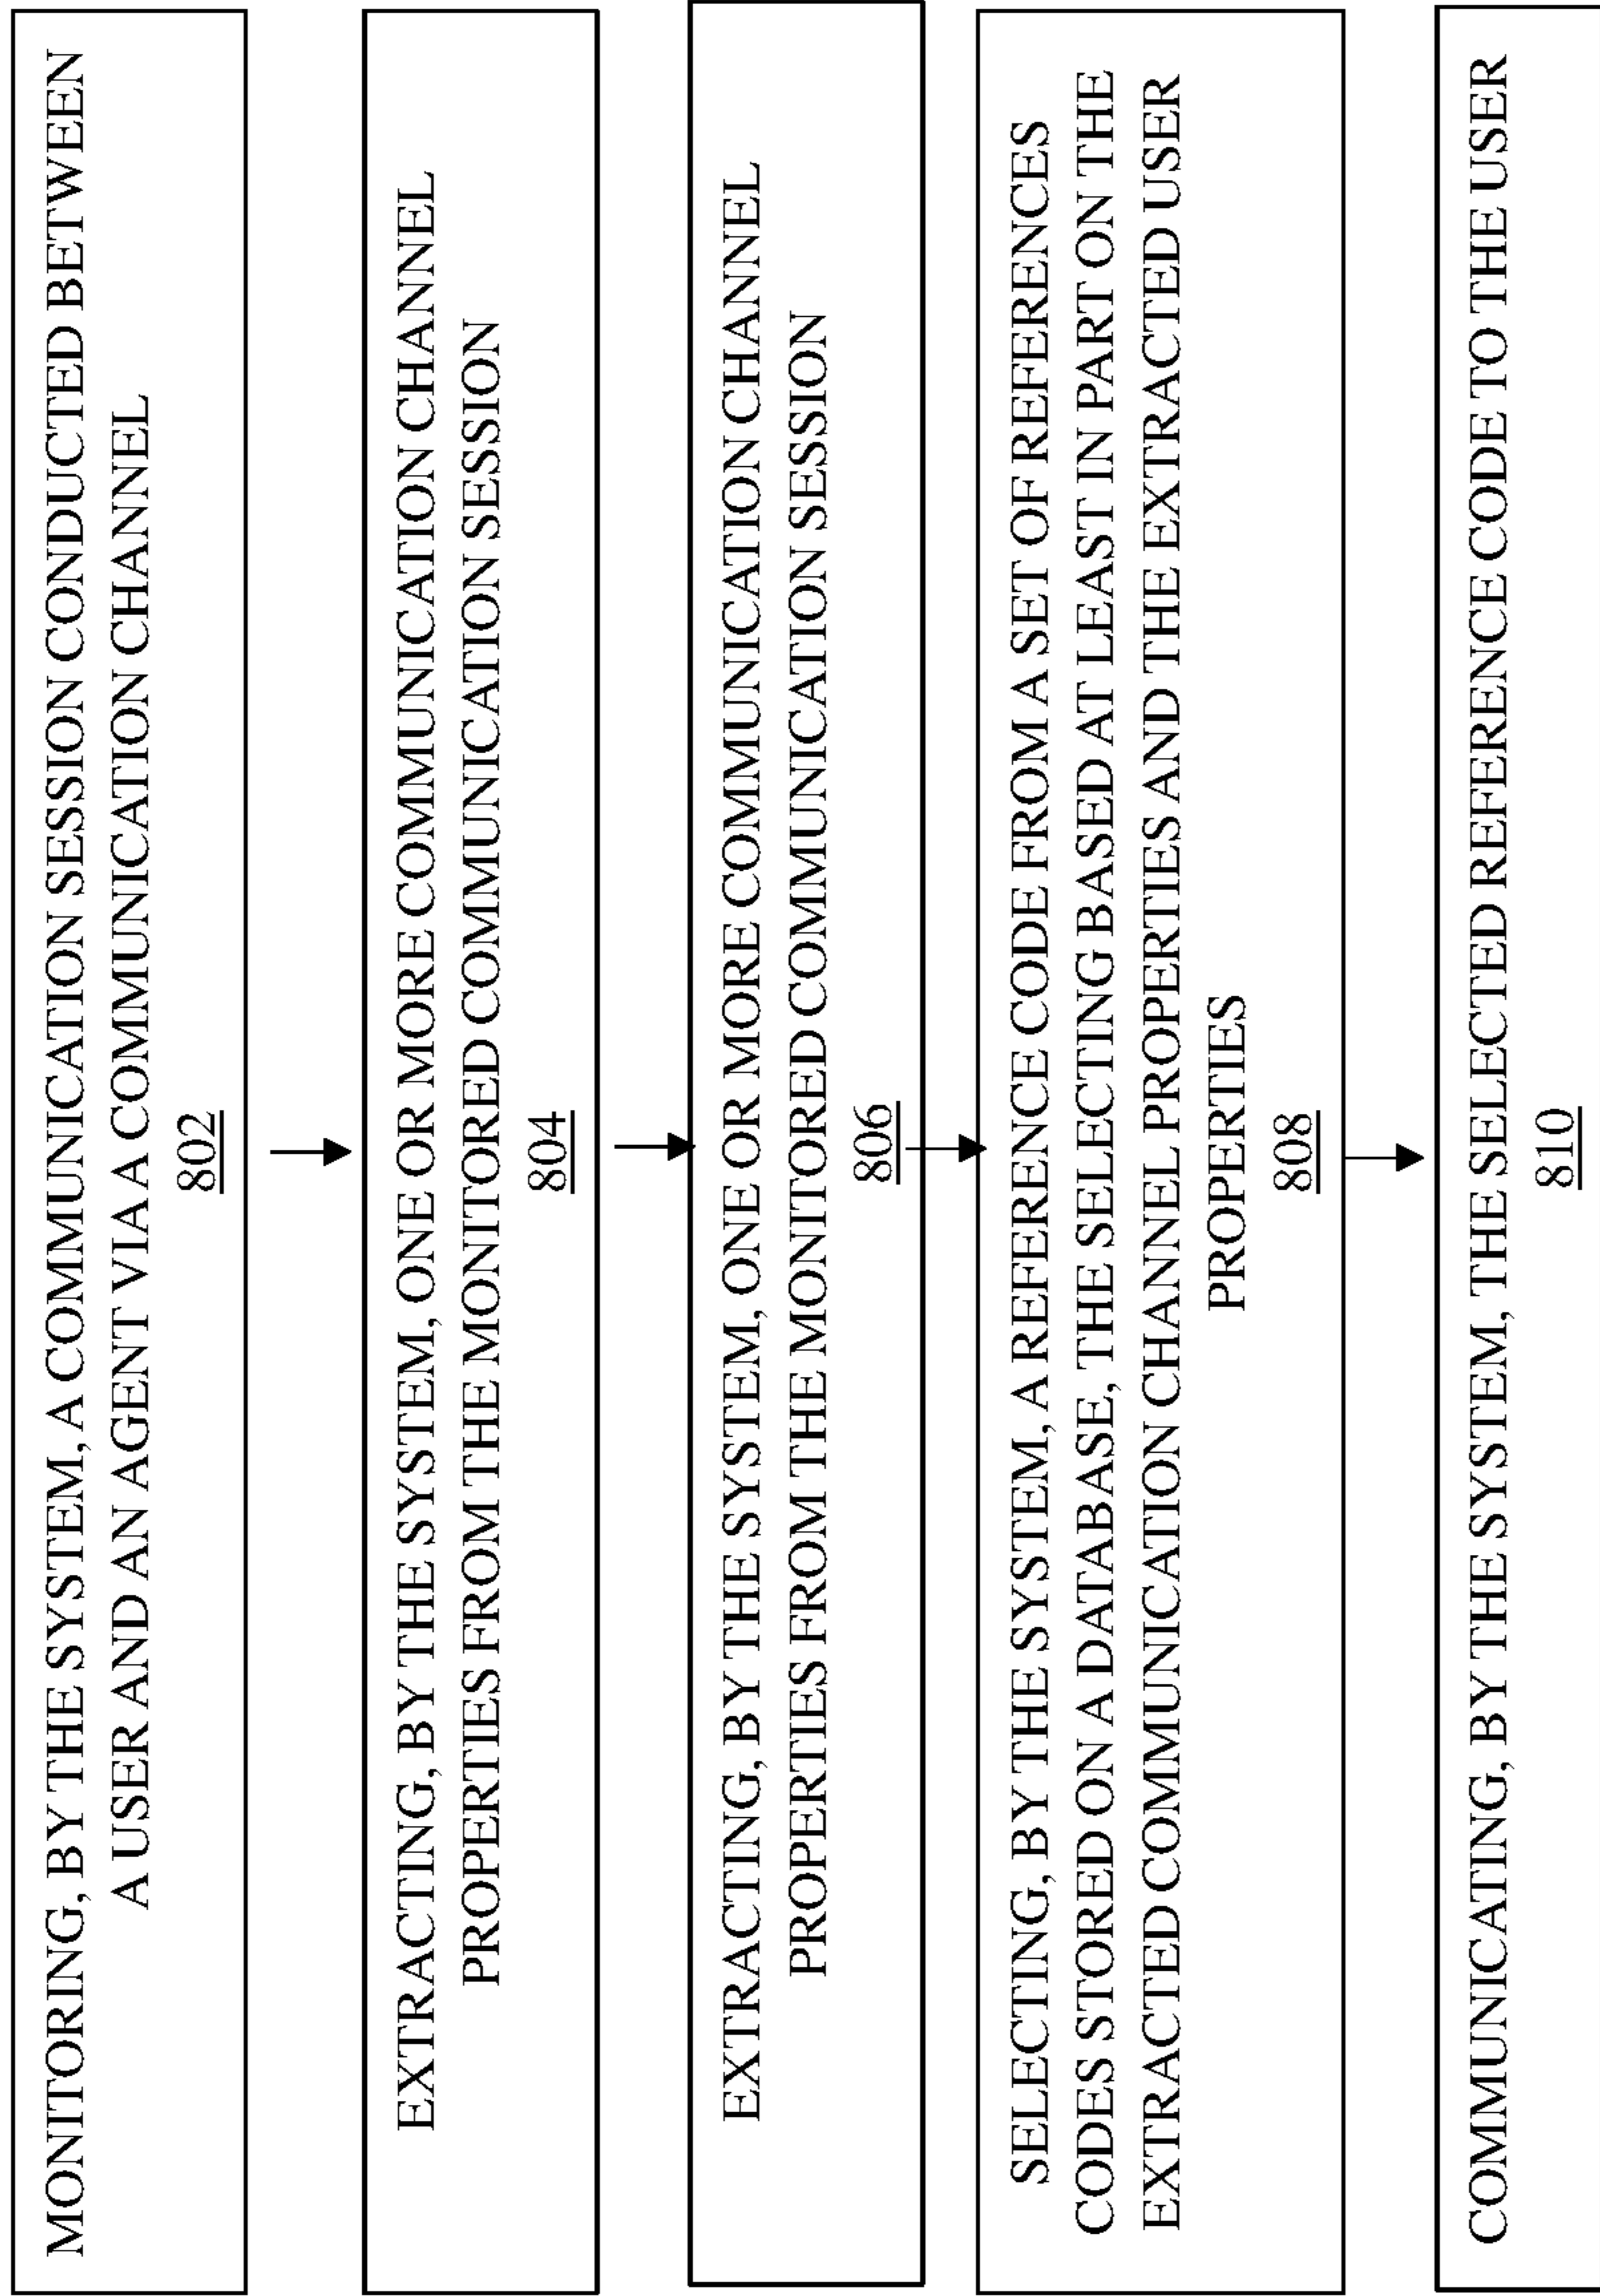 MONITORING, BY THE SYSTEM, A COMMUNICATION SESSION CONDUCTED BETWEEN
A USER AND AN AGENT VIA A COMMUNICATION CHANNEL
802
EXTRACTING, BY THE SYSTEM, ONE OR MORE COMMUNICATION CHANNEL
PROPERTIES FROM THE MONITORED COMMUNICATION SESSION
804
EXTRACTING, BY THE SYSTEM, ONE OR MORE COMMUNICATION CHANNEL
PROPERTIES FROM THE MONITORED COMMUNICATION SESSION
806
SELECTING, BY THE SYSTEM, A REFERENCE CODE FROM A SET OF REFERENCES
CODES STORED ON A DATABASE, THE SELECTING BASED AT LEAST IN PART ON THE
EXTRACTED COMMUNICATION CHANNEL PROPERTIES AND THE EXTRACTED USER
PROPERTIES
808
COMMUNICATING, BY THE SYSTEM, THE SELECTED REFERENCE CODE TO THE USER
810